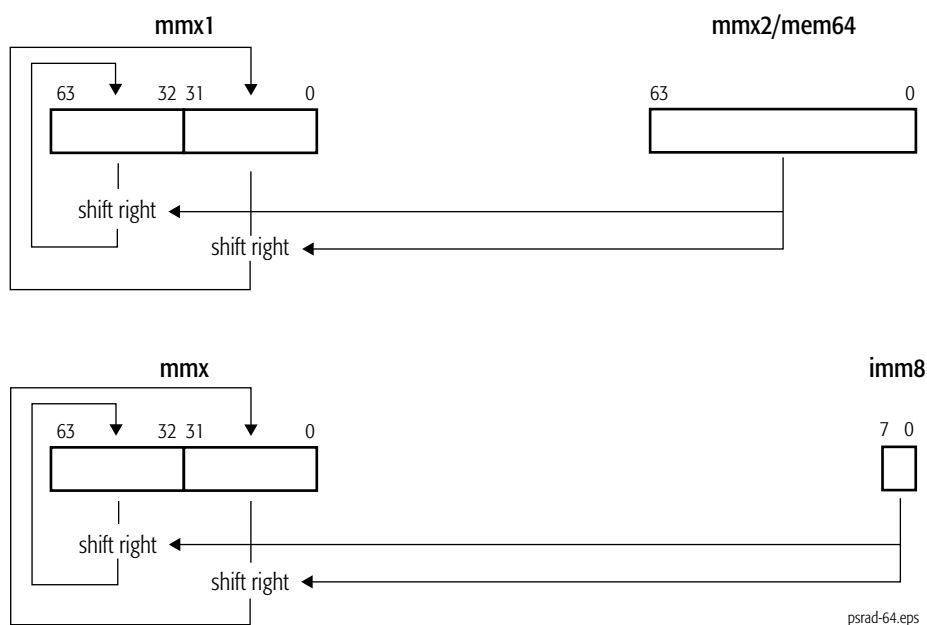 mmx1 mmx2/mem64
63 32 31 0 63 0
shift right
shift right
mmx imm8
63 32 31 0 7 0
shift right
shift right
psrad-64.eps